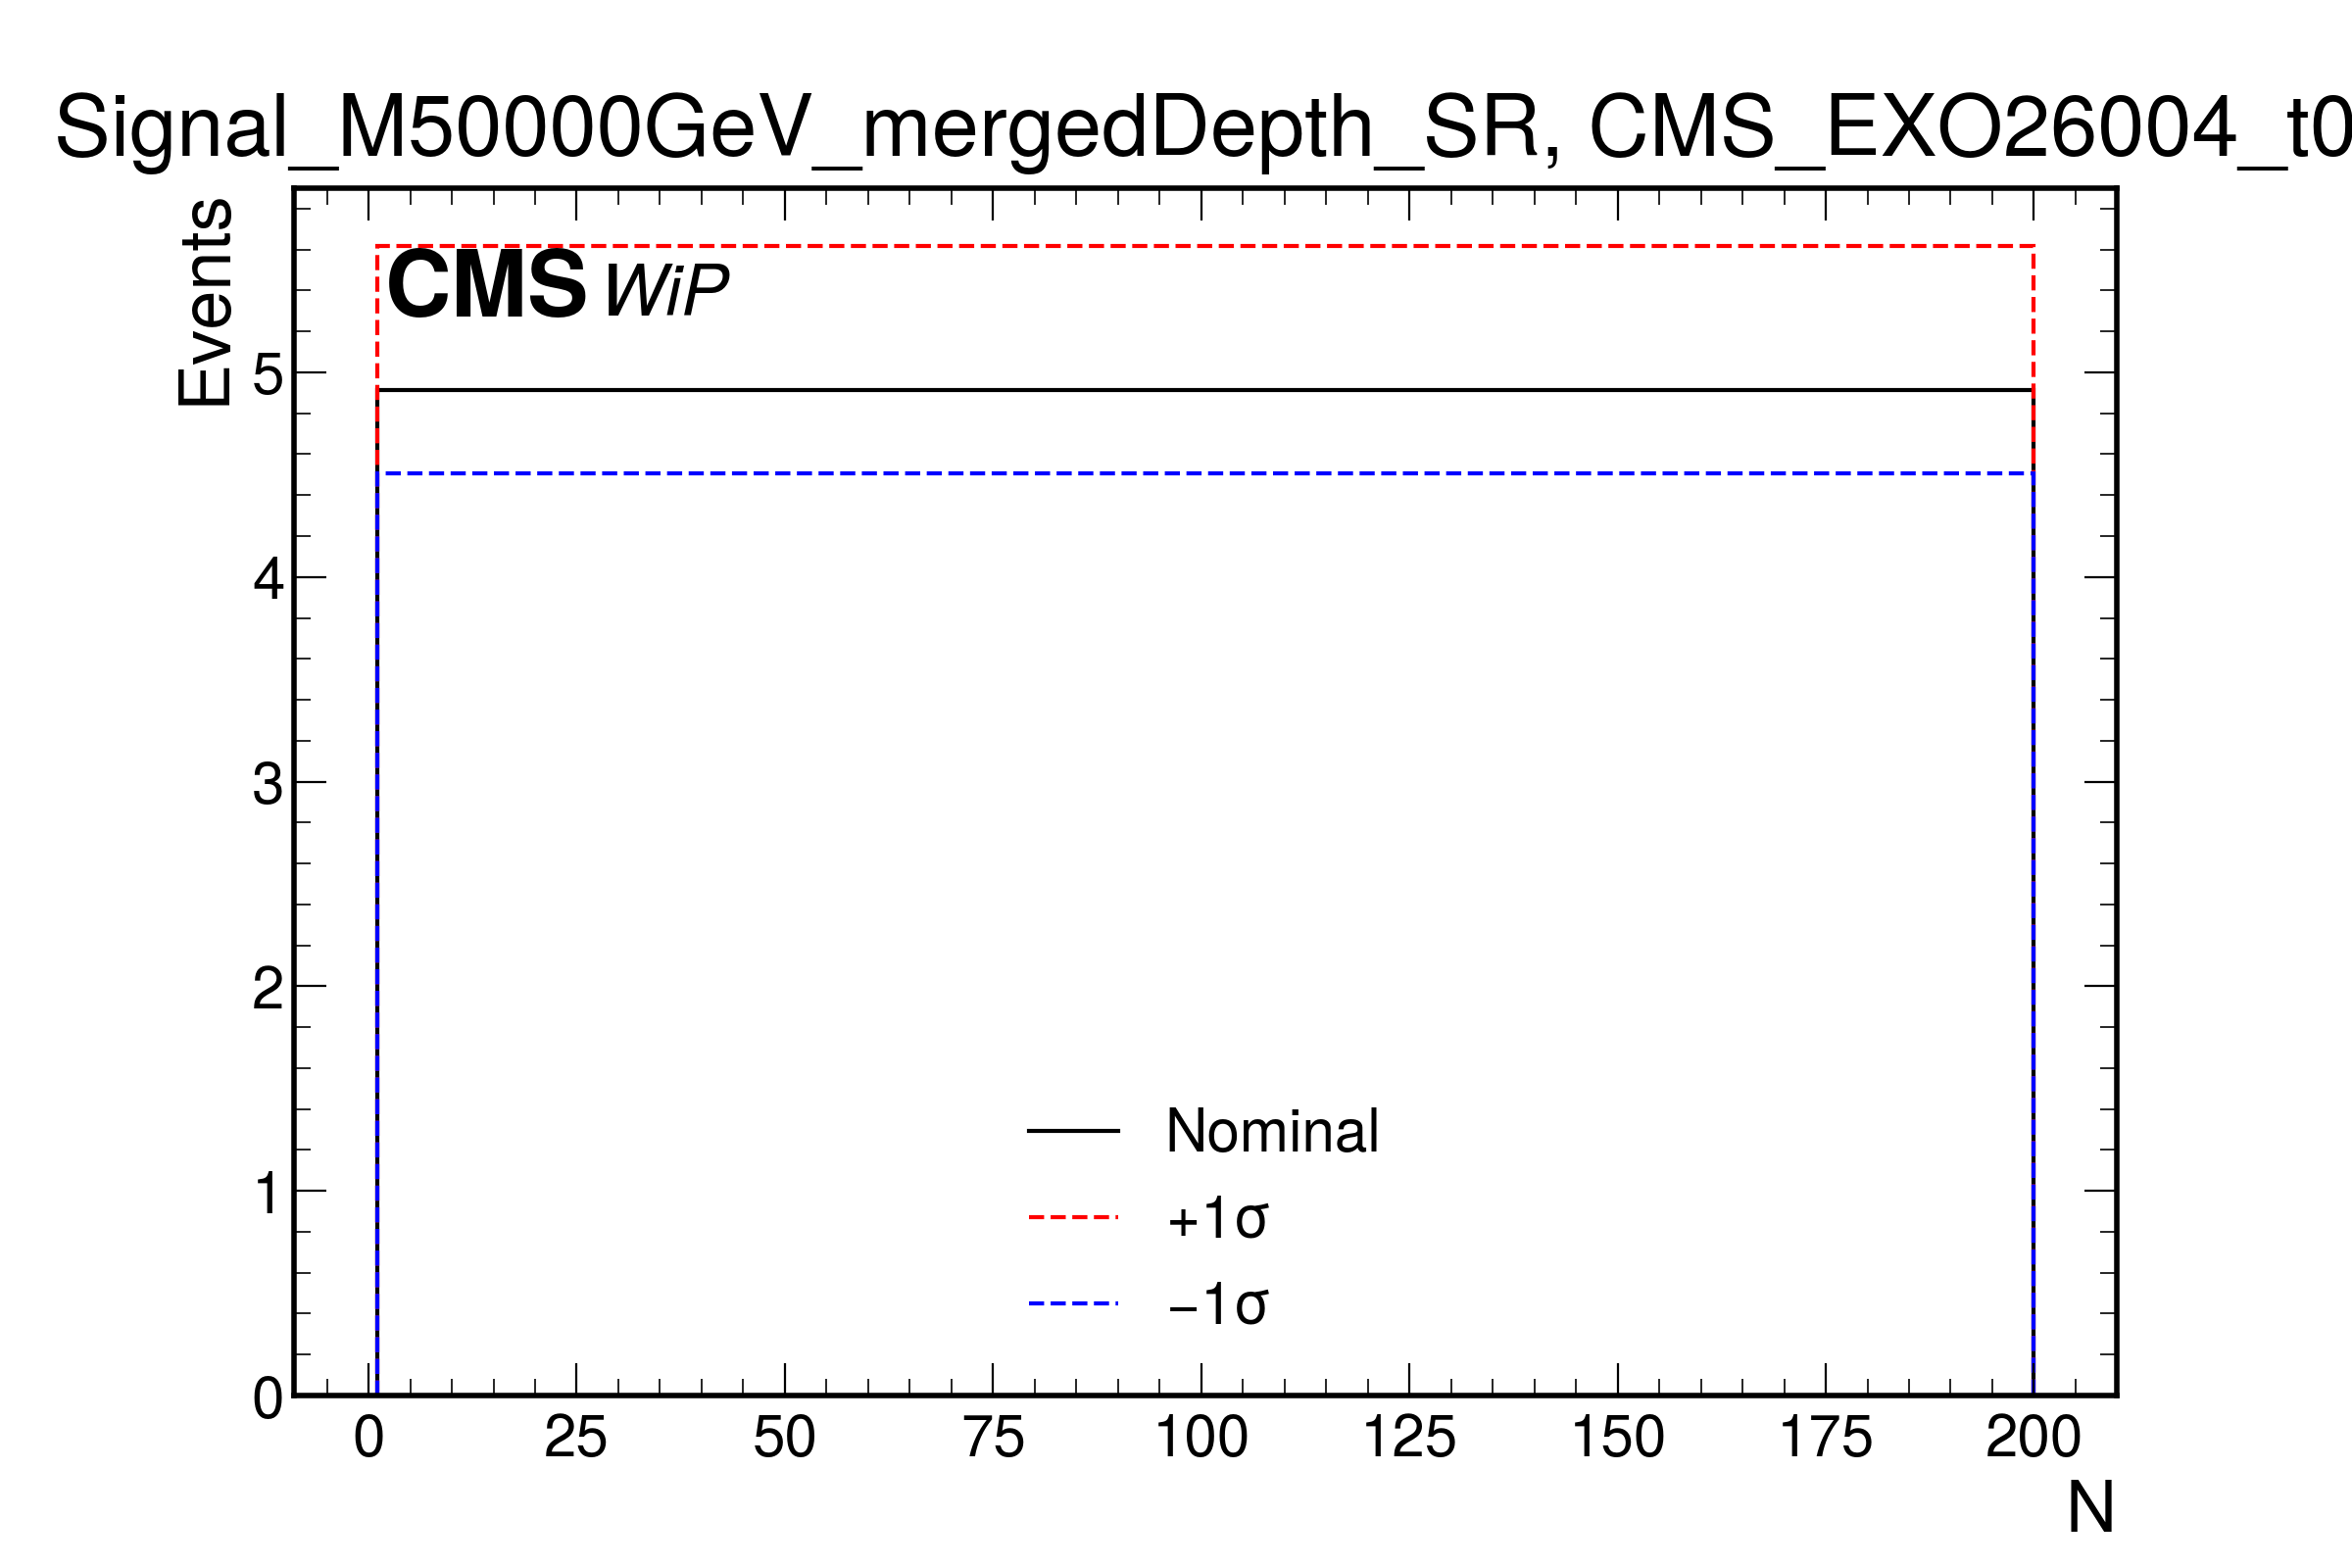 Signal_M50000GeV_mergedDepth_SR, CMS_EXO26004_t0
Events
CMS WiP
5
4
3
2
1
0
Nominal
+1σ
−1σ
0 25 50 75 100 125 150 175 200
N